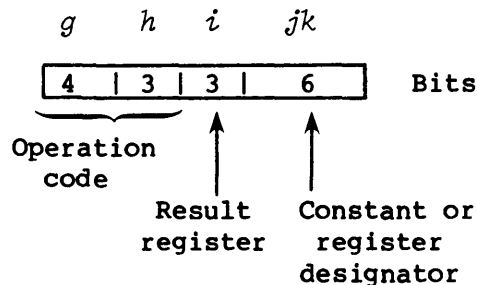 g h i jk
4 | 3 | 3 | 6 Bits
Operation
code
Result
register
Constant or
register
designator